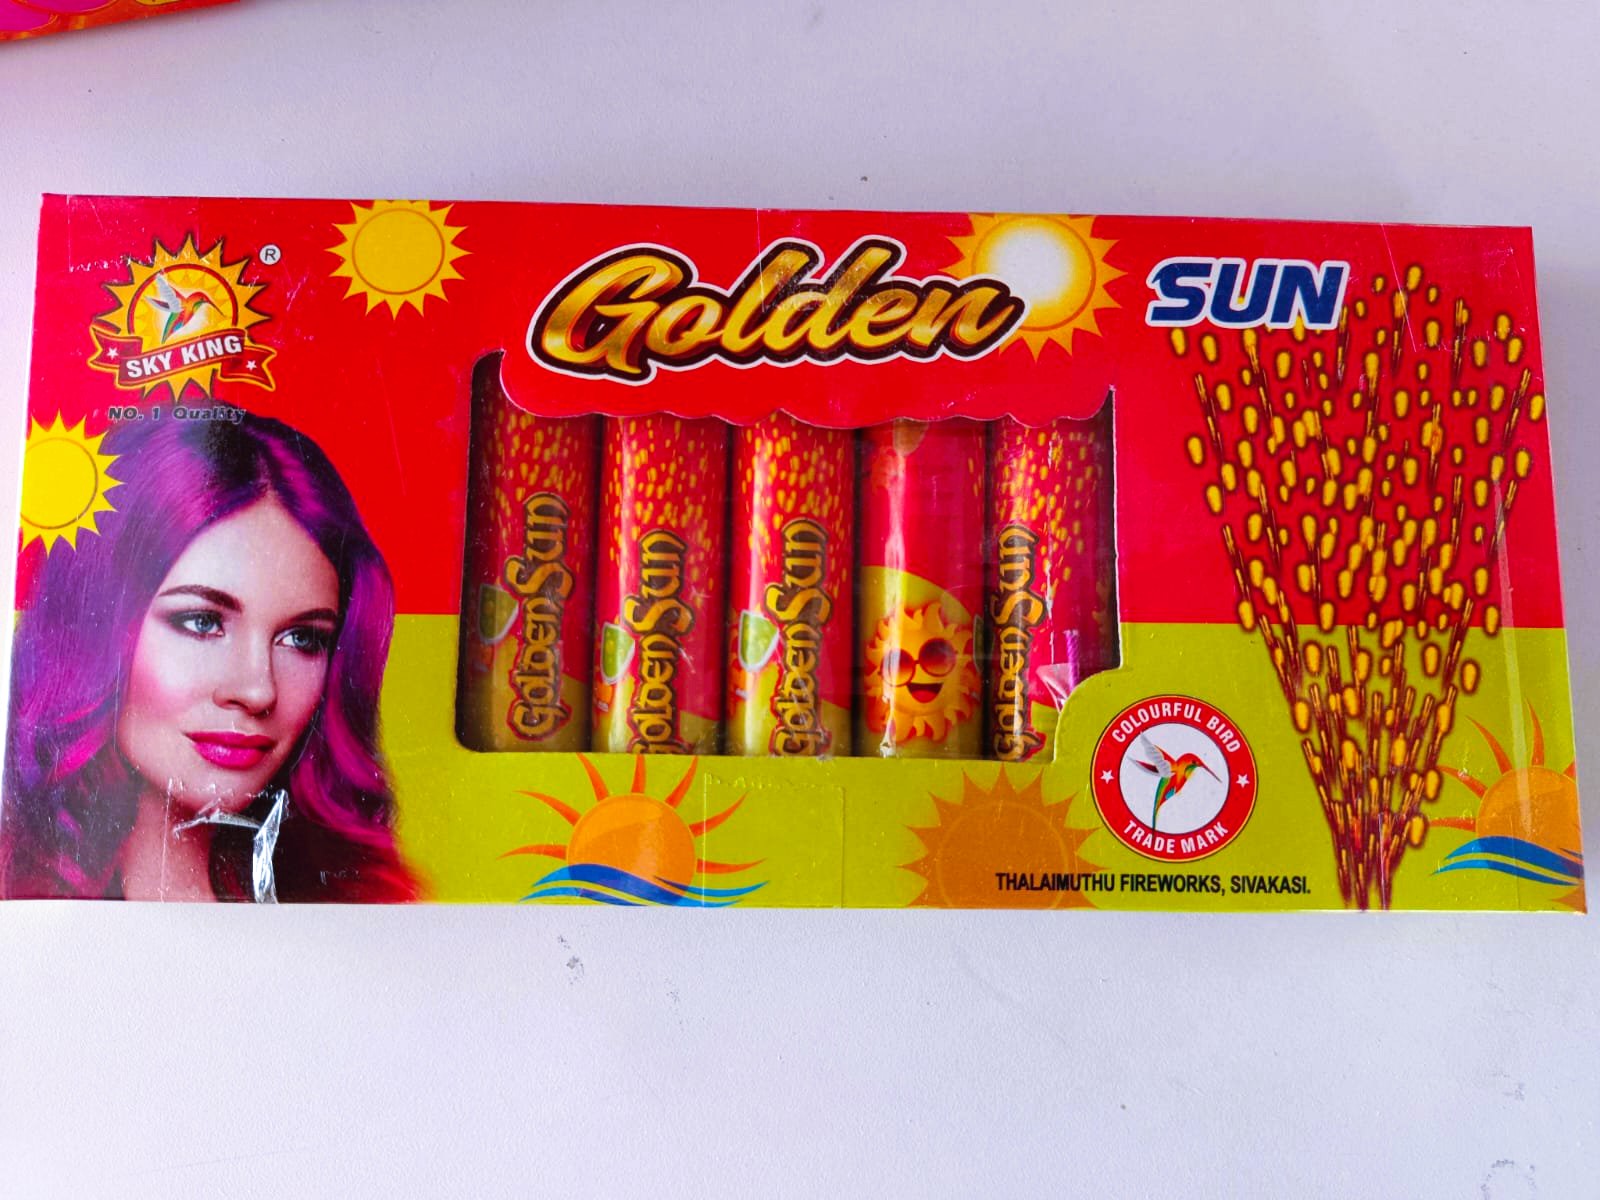 ®
SKY KING
NO. 1 Quality
Golden SUN
Golden Sun
Golden Sun
Golden Sun
Golden Sun
COLOURFUL BIRD
TRADE MARK
THALAIMUTHU FIREWORKS, SIVAKASI.